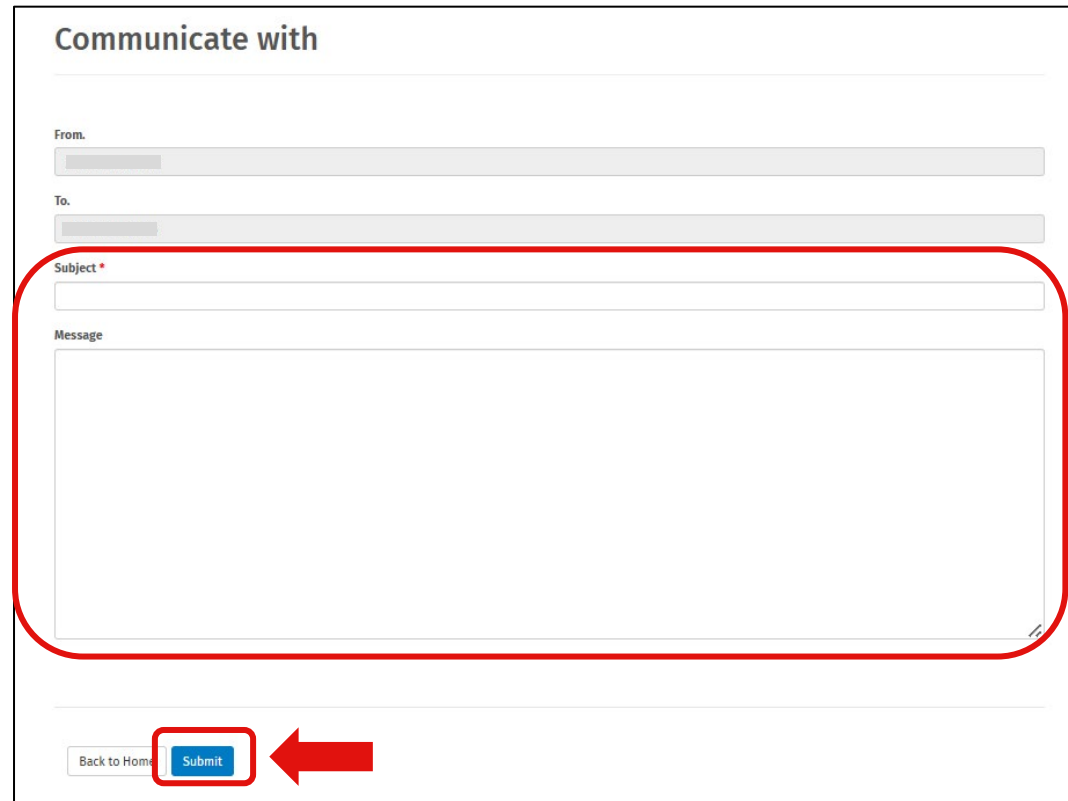 Communicate with
From.
To.
Subject *
Message
Back to Home Submit